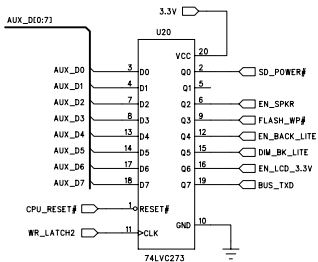 3.3V
AUX_D[0:7]
U20
VCC 20
AUX_D0 3 D0 Q0 2 SD_POWER#
AUX_D1 4 D1 Q1 5
AUX_D2 7 D2 Q2 6 EN_SPKR
AUX_D3 8 D3 Q3 9 FLASH_WP#
AUX_D4 13 D4 Q4 12 EN_BACK_LITE
AUX_D5 14 D5 Q5 15 DIM_BK_LITE
AUX_D6 17 D6 Q6 16 EN_LCD_3.3V
AUX_D7 18 D7 Q7 19 BUS_TXD
CPU_RESET# 1 RESET#
GND 10
WR_LATCH2 11 CLK
74LVC273